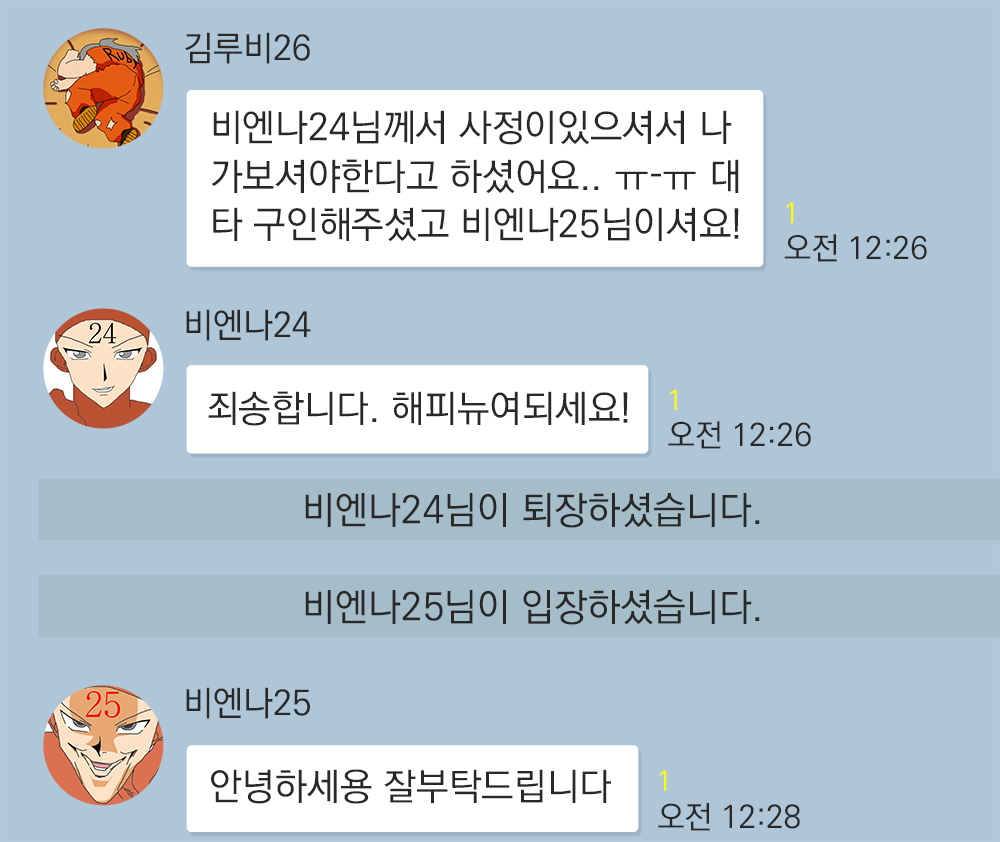 Ruby
김루비26
비엔나24님께서 사정이있으셔서 나
가보셔야한다고 하셨어요.. ㅠ-ㅠ 대
타 구인해주셨고 비엔나25님이셔요!
1
오전 12:26
24
비엔나24
죄송합니다. 해피뉴여되세요!
1
오전 12:26
비엔나24님이 퇴장하셨습니다.
비엔나25님이 입장하셨습니다.
25
비엔나25
안녕하세용 잘부탁드립니다
1
오전 12:28